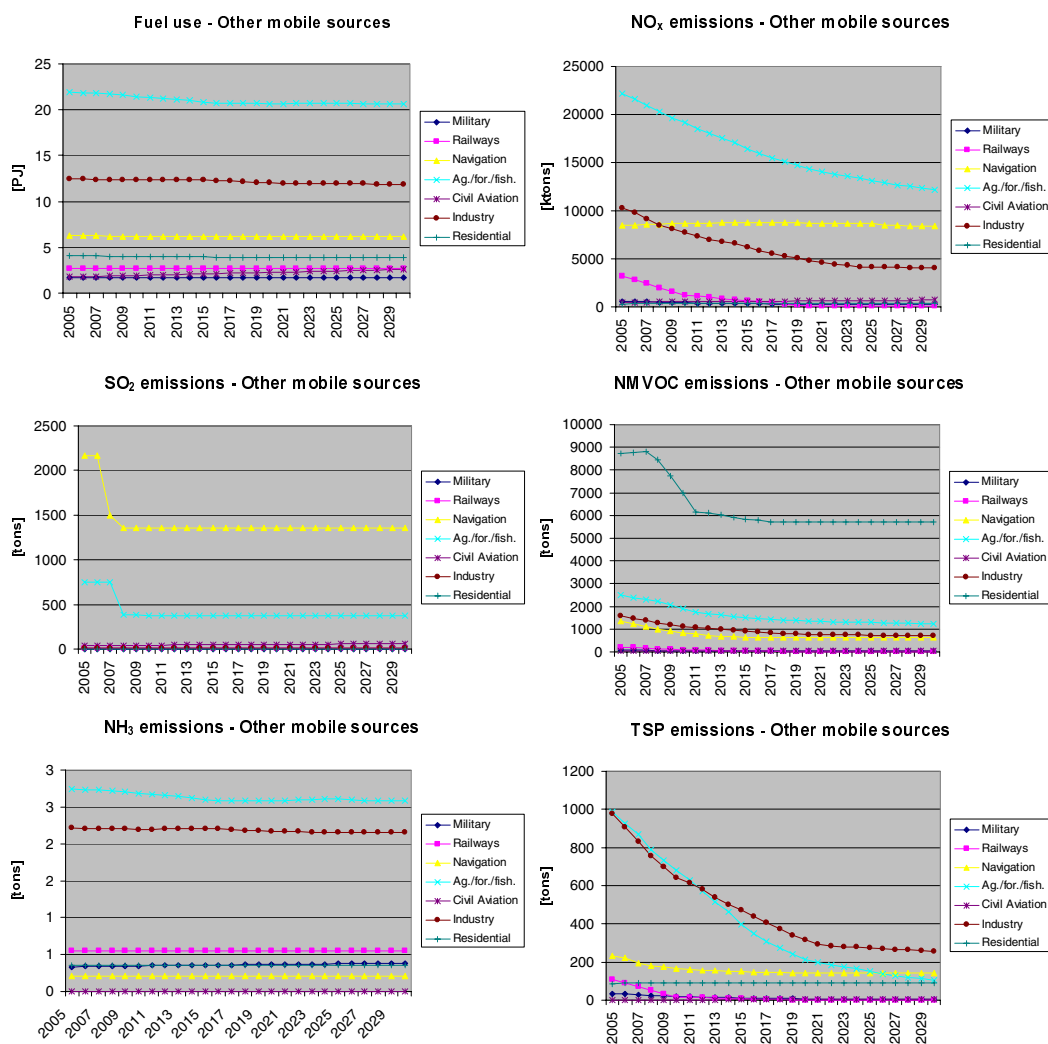 Fuel use - Other mobile sources
25
20
15
10
5
0
[PJ]
2005
2007
2009
2011
2013
2015
2017
2019
2021
2023
2025
2027
2029
Military
Railways
Navigation
Ag./for./fish.
Civil Aviation
Industry
Residential
NOx emissions - Other mobile sources
25000
20000
15000
10000
5000
0
[ktons]
2005
2007
2009
2011
2013
2015
2017
2019
2021
2023
2025
2027
2029
Military
Railways
Navigation
Ag./for./fish.
Civil Aviation
Industry
Residential
SO2 emissions - Other mobile sources
2500
2000
1500
1000
500
0
[tons]
2005
2007
2009
2011
2013
2015
2017
2019
2021
2023
2025
2027
2029
Military
Railways
Navigation
Ag./for./fish.
Civil Aviation
Industry
Residential
NMVOC emissions - Other mobile sources
10000
9000
8000
7000
6000
5000
4000
3000
2000
1000
0
[tons]
2005
2007
2009
2011
2013
2015
2017
2019
2021
2023
2025
2027
2029
Military
Railways
Navigation
Ag./for./fish.
Civil Aviation
Industry
Residential
NH3 emissions - Other mobile sources
3
3
2
2
1
1
0
[tons]
2005
2007
2009
2011
2013
2015
2017
2019
2021
2023
2025
2027
2029
Military
Railways
Navigation
Ag./for./fish.
Civil Aviation
Industry
Residential
TSP emissions - Other mobile sources
1200
1000
800
600
400
200
0
[tons]
2005
2007
2009
2011
2013
2015
2017
2019
2021
2023
2025
2027
2029
Military
Railways
Navigation
Ag./for./fish.
Civil Aviation
Industry
Residential